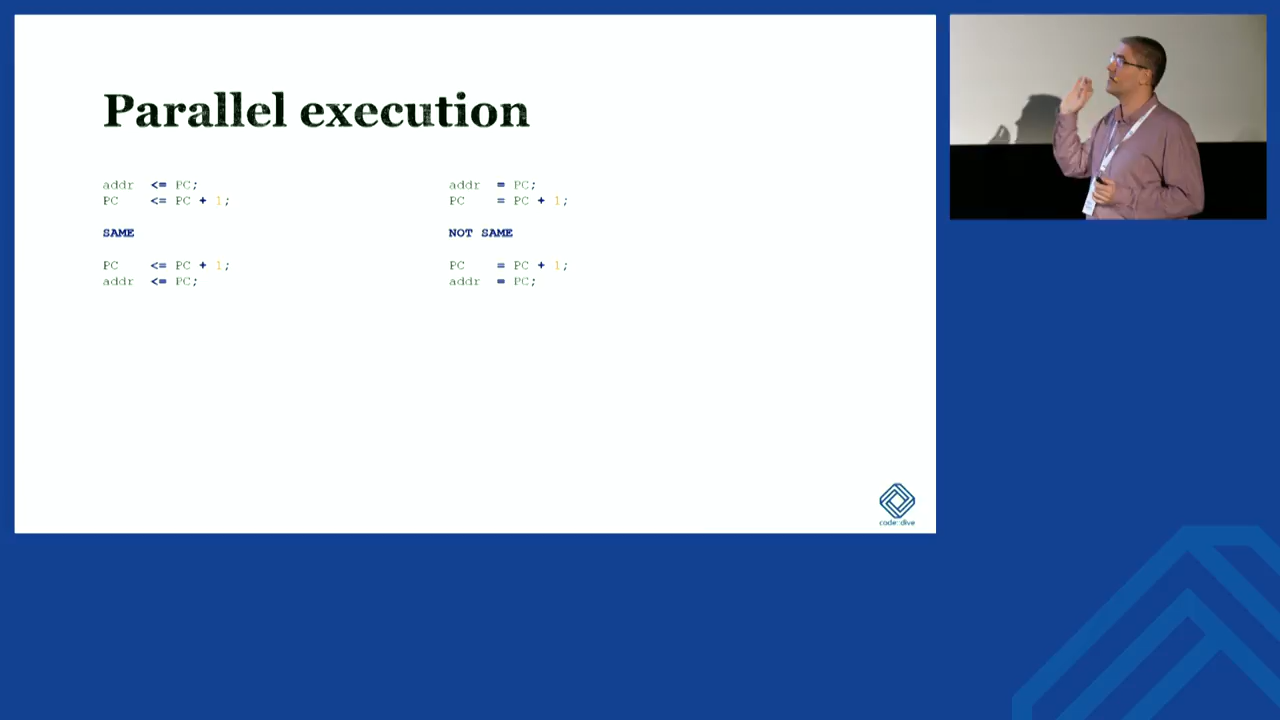 Parallel execution
addr <= PC;
PC <= PC + 1;
SAME
PC <= PC + 1;
addr <= PC;
addr = PC;
PC = PC + 1;
NOT SAME
PC = PC + 1;
addr = PC;
code::dive